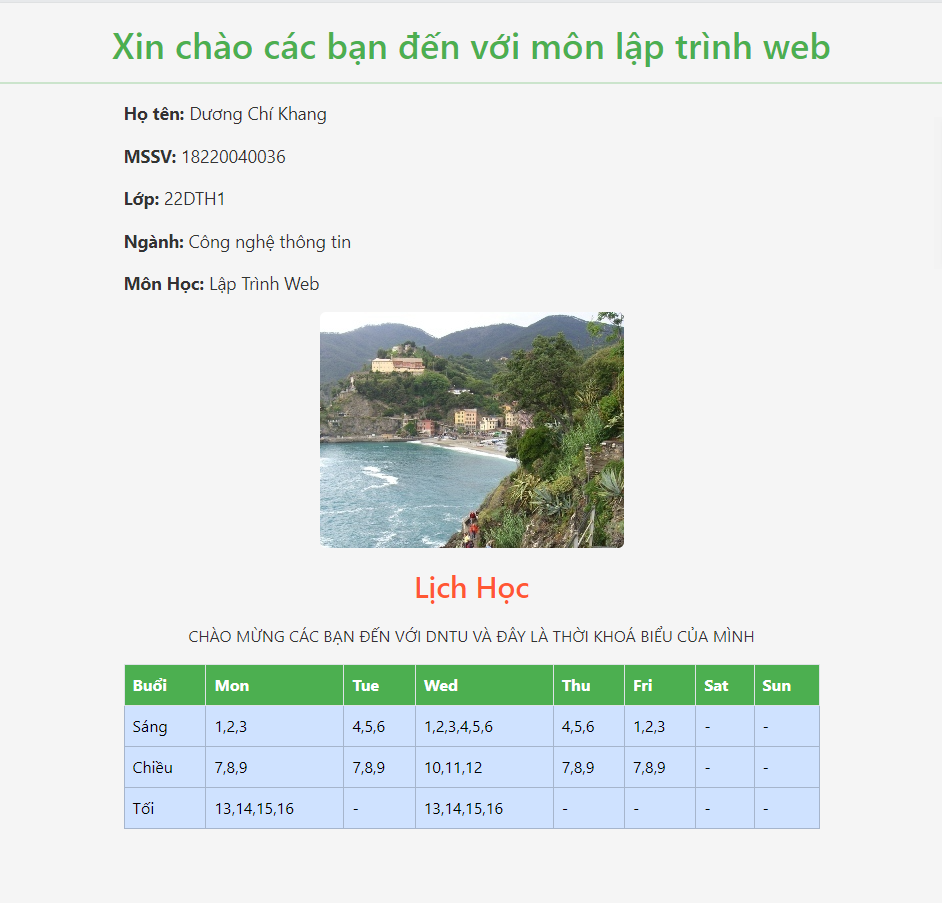 Xin chào các bạn đến với môn lập trình web
Họ tên: Dương Chí Khang
MSSV: 18220040036
Lớp: 22DTH1
Ngành: Công nghệ thông tin
Môn Học: Lập Trình Web
Lịch Học
CHÀO MỪNG CÁC BẠN ĐẾN VỚI DNTU VÀ ĐÂY LÀ THỜI KHOÁ BIỂU CỦA MÌNH
Buổi Mon Tue Wed Thu Fri Sat Sun
Sáng 1,2,3 4,5,6 1,2,3,4,5,6 4,5,6 1,2,3 - -
Chiều 7,8,9 7,8,9 10,11,12 7,8,9 7,8,9 - -
Tối 13,14,15,16 - 13,14,15,16 - - - -